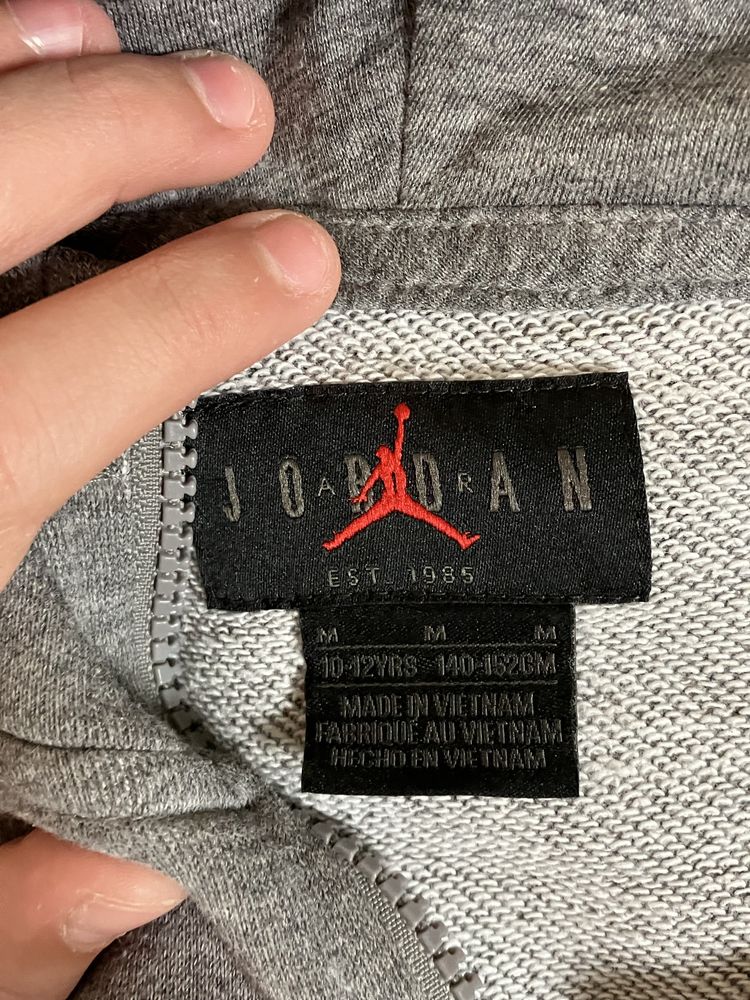 JORDAN
AIR
EST. 1985
M M M
10-12YRS 140-152CM
MADE IN VIETNAM
FABRIQUÉ AU VIETNAM
HECHO EN VIETNAM